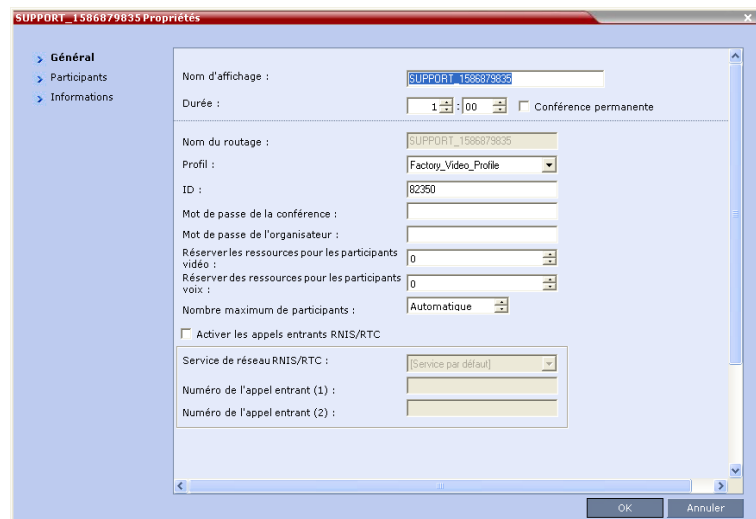 SUPPORT_1586879835 Propriétés
Général
Participants
Informations
Nom d'affichage :
SUPPORT_1586879835
Durée :
1 : 00
Conférence permanente
Nom du routage :
SUPPORT_1586879835
Profil :
Factory_Video_Profile
ID :
82350
Mot de passe de la conférence :
Mot de passe de l'organisateur :
Réserver les ressources pour les participants
vidéo :
0
Réserver des ressources pour les participants
voix :
0
Nombre maximum de participants :
Automatique
Activer les appels entrants RNIS/RTC
Service de réseau RNIS/RTC :
[Service par défaut]
Numéro de l'appel entrant (1) :
Numéro de l'appel entrant (2) :
OK
Annuler